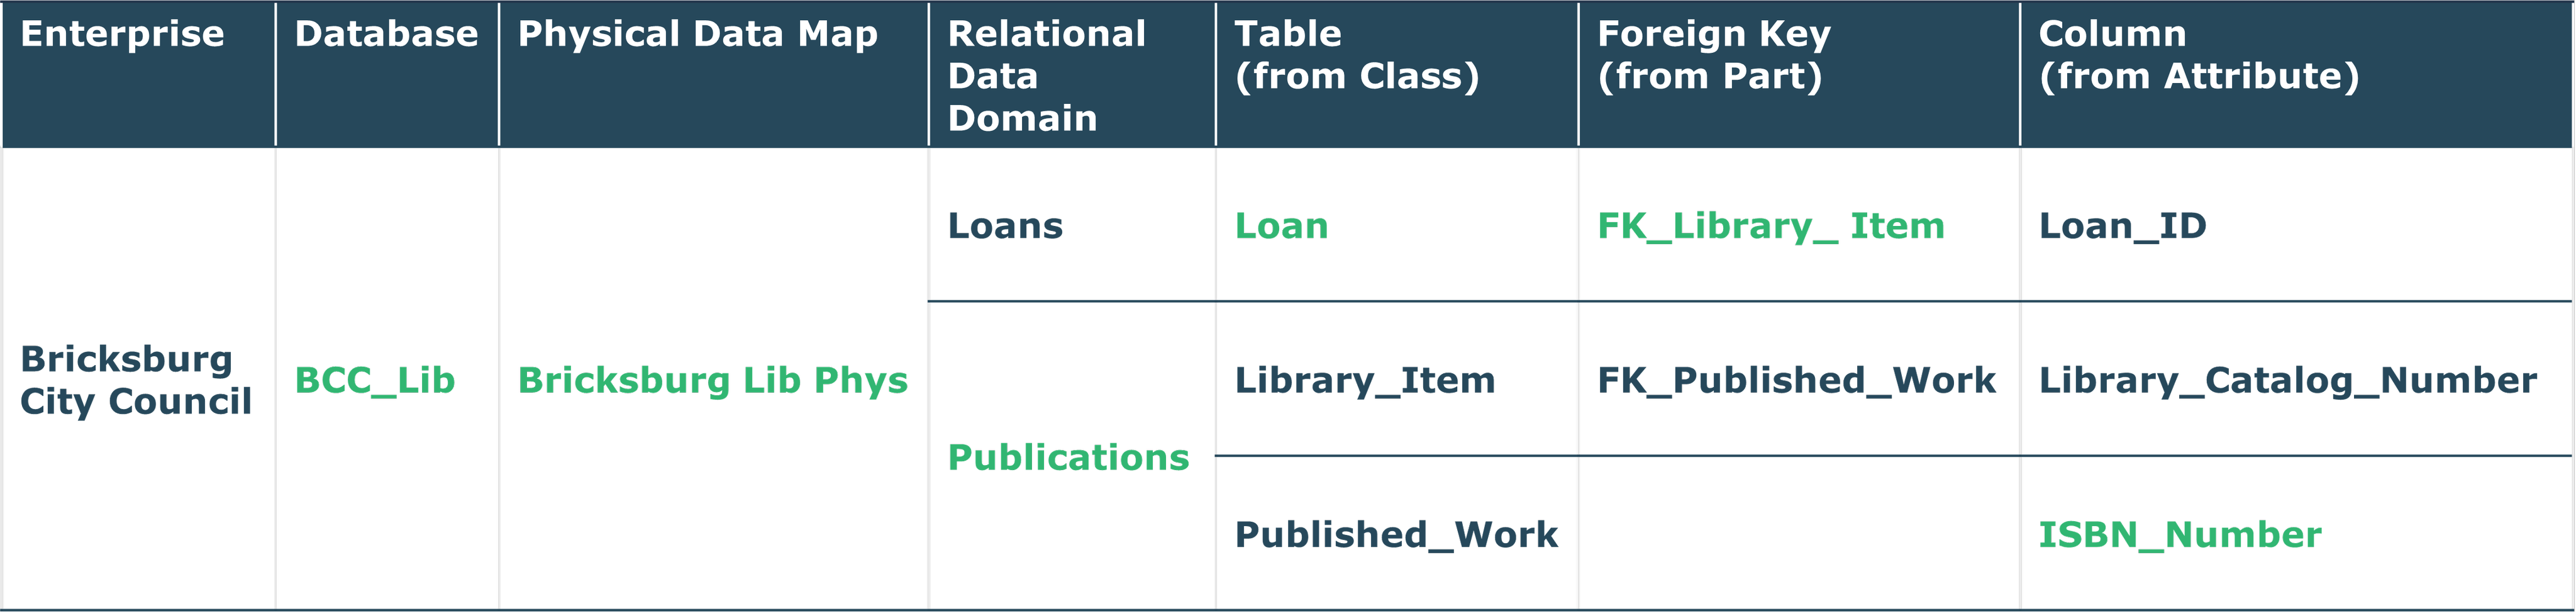 Enterprise
Database
Physical Data Map
Relational
Data
Domain
Table
(from Class)
Foreign Key
(from Part)
Column
(from Attribute)
Bricksburg
City Council
BCC_Lib
Bricksburg Lib Phys
Loans
Loan
FK_Library_ Item
Loan_ID
Publications
Library_Item
FK_Published_Work
Library_Catalog_Number
Published_Work
ISBN_Number